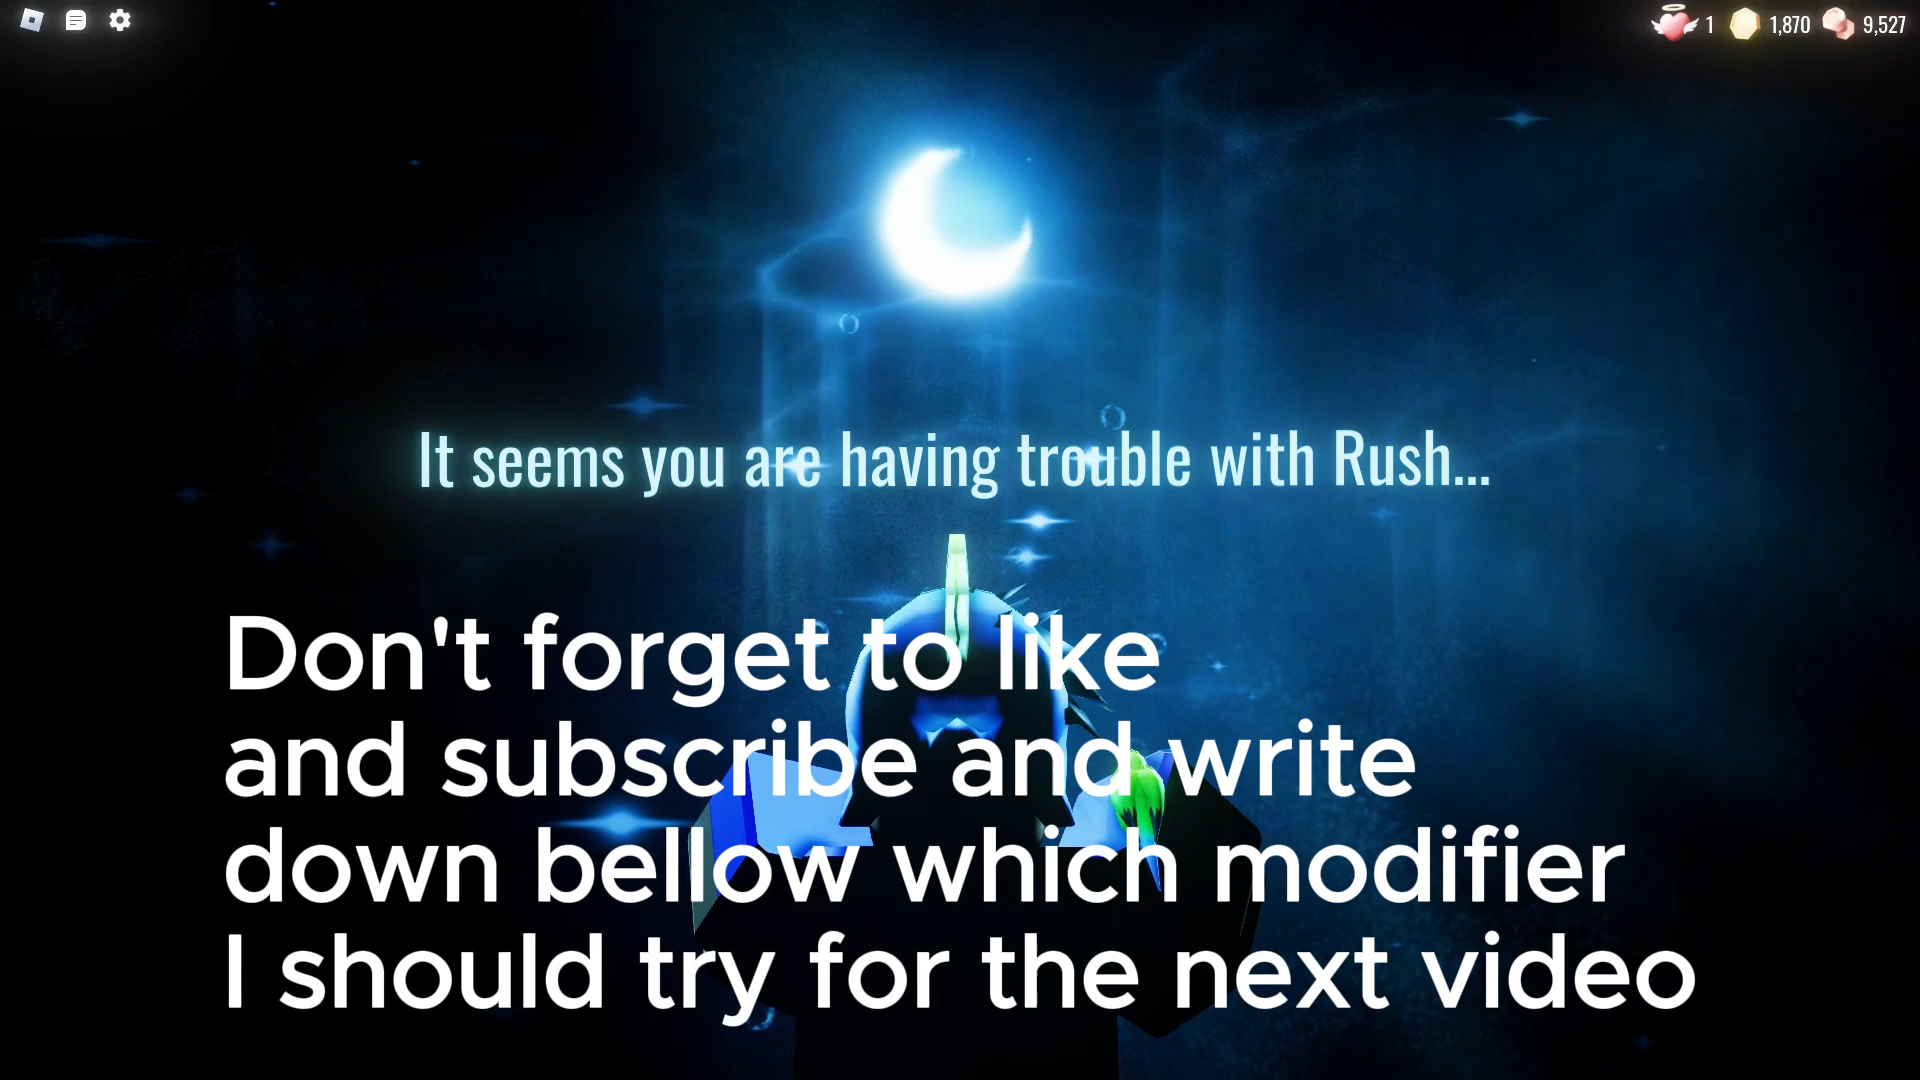 1 1,870 9,527
It seems you are having trouble with Rush...
Don't forget to like
and subscribe and write
down bellow which modifier
I should try for the next video